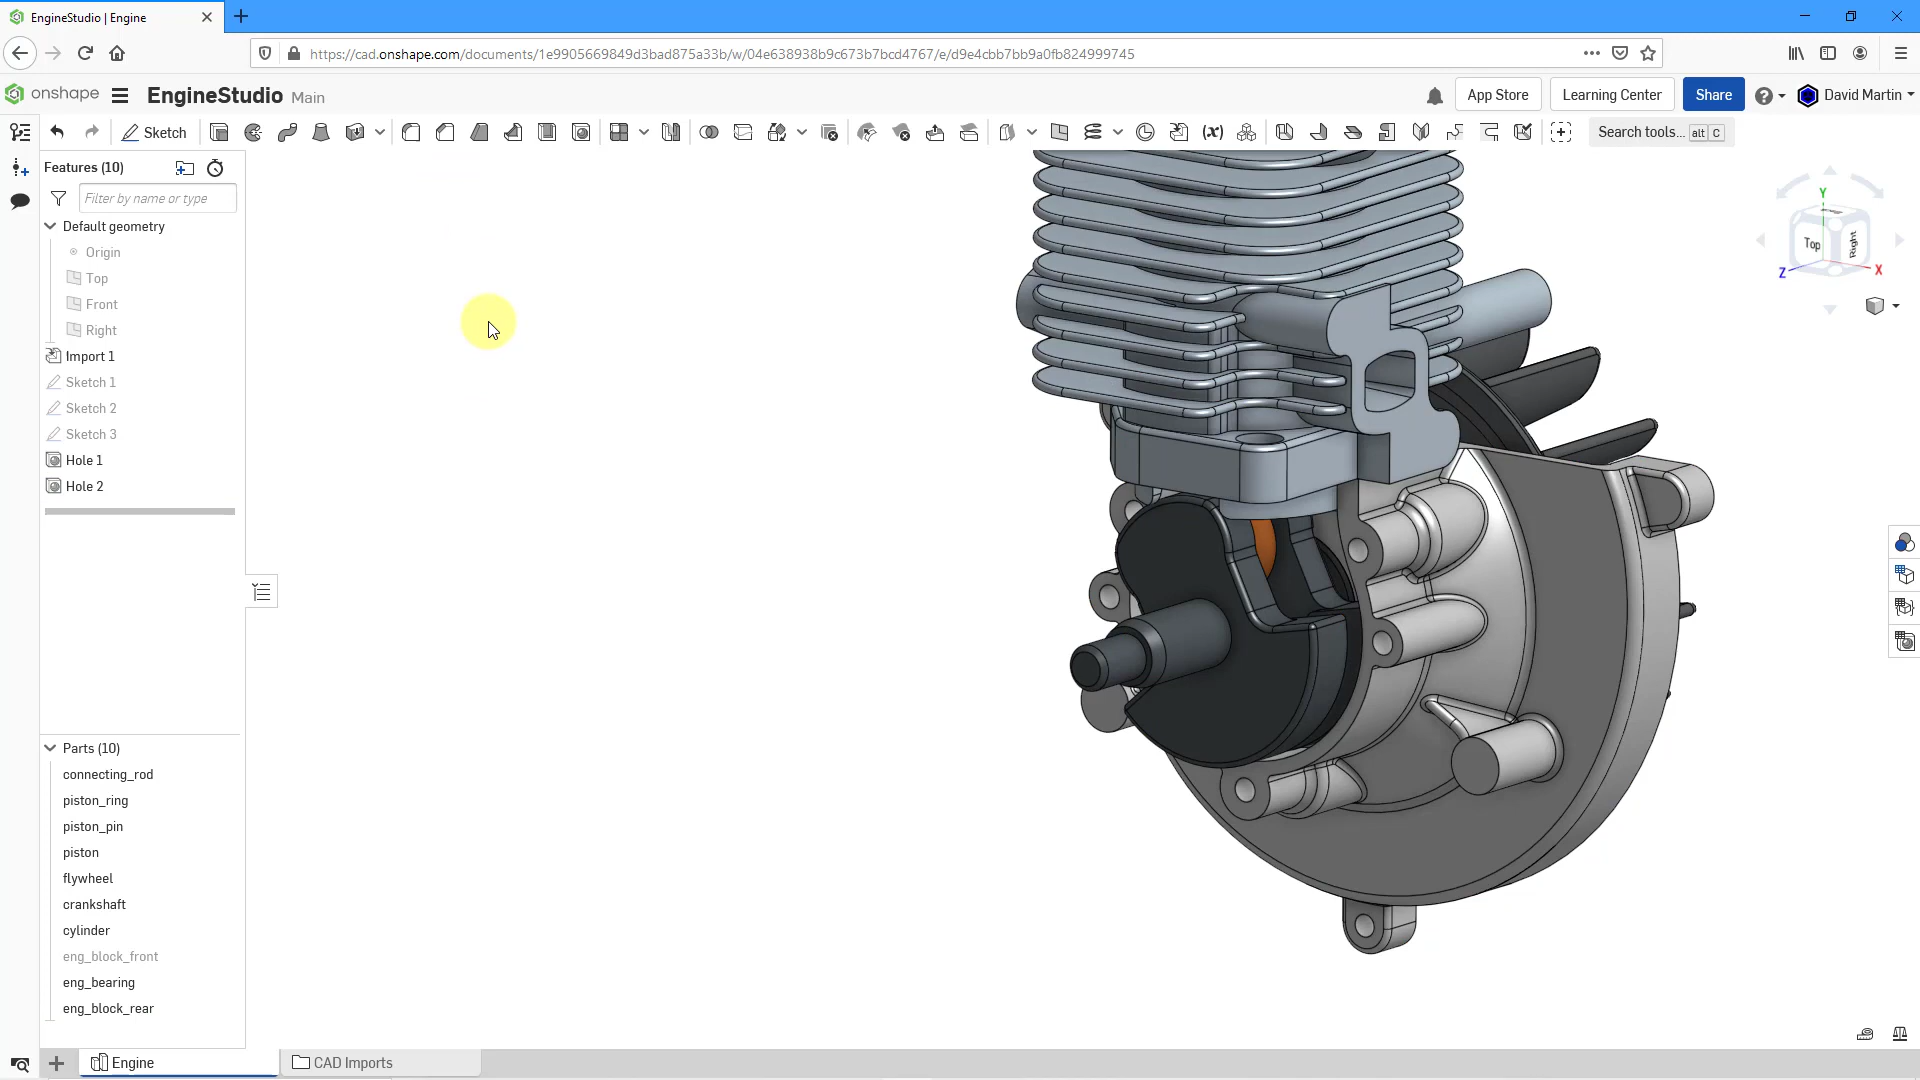 EngineStudio | Engine
https://cad.onshape.com/documents/1e9905669849d3bad875a33b/w/04e638938b9c673b7bcd4767/e/d9e4cbb7bb9a0fb824999745
onshape
EngineStudio Main
App Store
Learning Center
Share
David Martin
Sketch
Search tools... alt C
Features (10)
Filter by name or type
Default geometry
Origin
Top
Front
Right
Import 1
Sketch 1
Sketch 2
Sketch 3
Hole 1
Hole 2
Y
Top
Right
Z
X
Parts (10)
connecting_rod
piston_ring
piston_pin
piston
flywheel
crankshaft
cylinder
eng_block_front
eng_bearing
eng_block_rear
Engine
CAD Imports